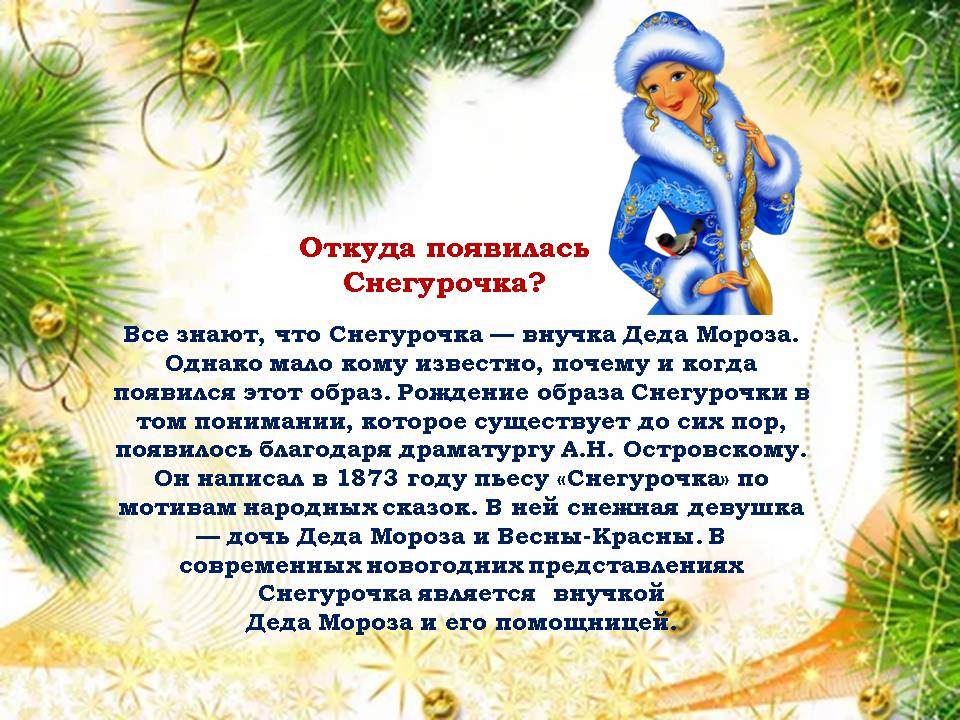 Откуда появилась
Снегурочка?
Все знают, что Снегурочка — внучка Деда Мороза.
Однако мало кому известно, почему и когда
появился этот образ. Рождение образа Снегурочки в
том понимании, которое существует до сих пор,
появилось благодаря драматургу А.Н. Островскому.
Он написал в 1873 году пьесу «Снегурочка» по
мотивам народных сказок. В ней снежная девушка
— дочь Деда Мороза и Весны-Красны. В
современных новогодних представлениях
Снегурочка является внучкой
Деда Мороза и его помощницей.